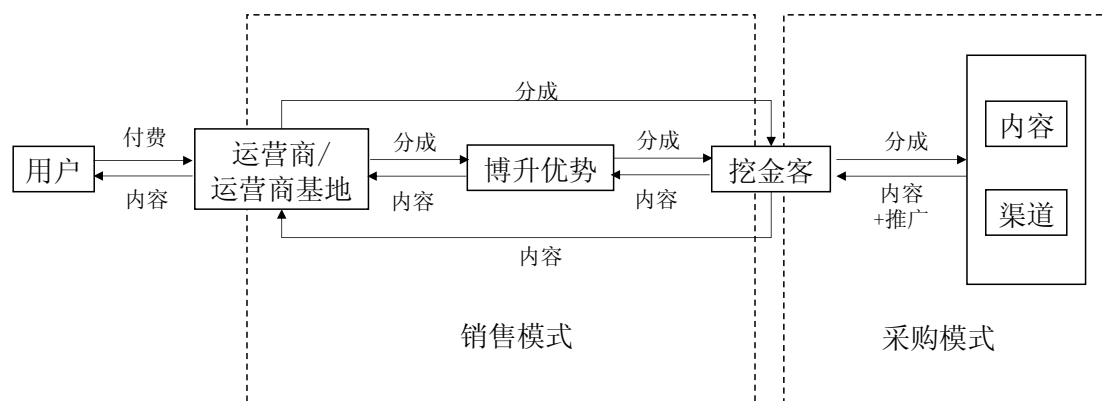 分成
付费
分成
分成
分成
内容
用户
运营商/
运营商基地
博升优势
挖金客
内容
内容
内容
内容
+推广
渠道
内容
销售模式
采购模式